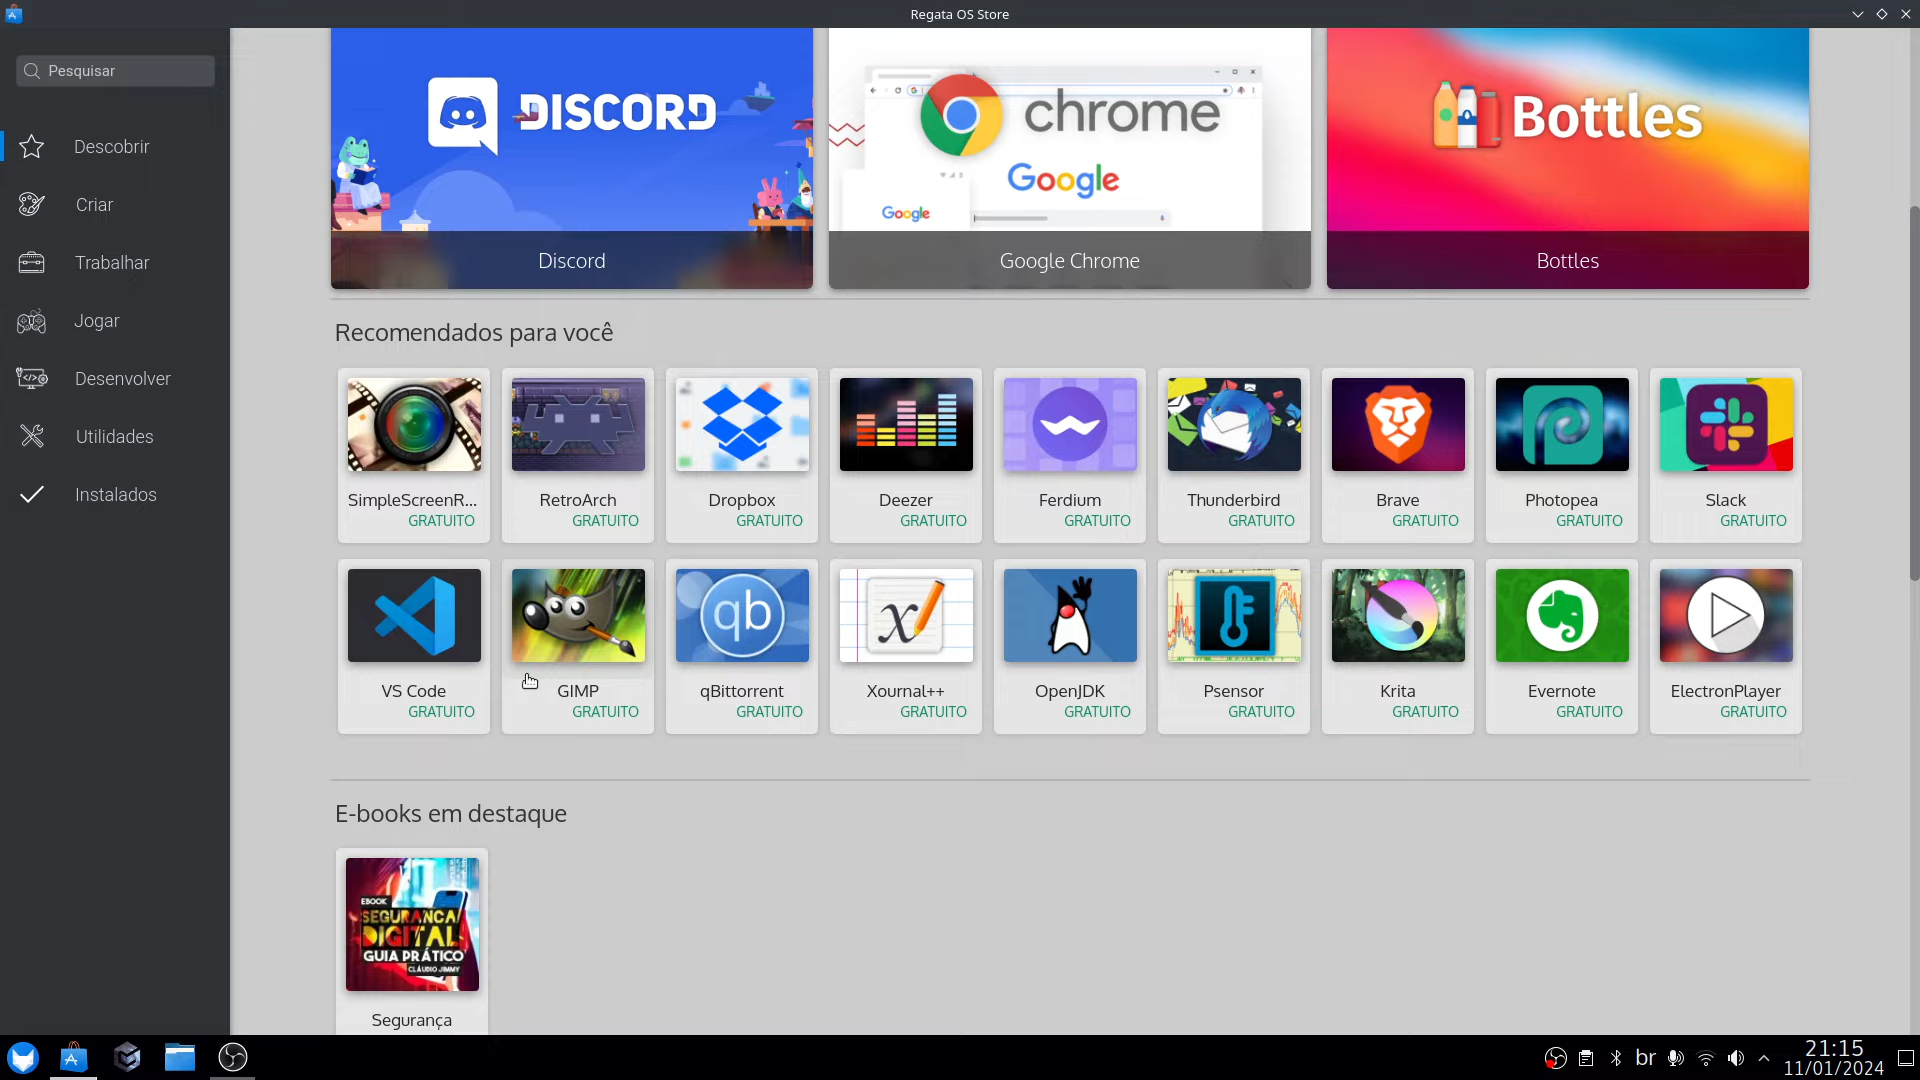 Regata OS Store
Pesquisar
Descobrir
Criar
Trabalhar
Jogar
Desenvolver
Utilidades
Instalados
DISCORD
Discord
chrome
Google
Google
Google Chrome
Bottles
Bottles
Recomendados para você
SimpleScreenR...
GRATUITO
RetroArch
GRATUITO
Dropbox
GRATUITO
Deezer
GRATUITO
Ferdium
GRATUITO
Thunderbird
GRATUITO
Brave
GRATUITO
Photopea
GRATUITO
Slack
GRATUITO
VS Code
GRATUITO
GIMP
GRATUITO
qb
qBittorrent
GRATUITO
Xournal++
GRATUITO
OpenJDK
GRATUITO
Psensor
GRATUITO
Krita
GRATUITO
Evernote
GRATUITO
ElectronPlayer
GRATUITO
E-books em destaque
EBOOK
SEGURANÇA
DIGITAL
GUIA PRÁTICO
CLÁUDIO JIMMY
Segurança
br
21:15
11/01/2024